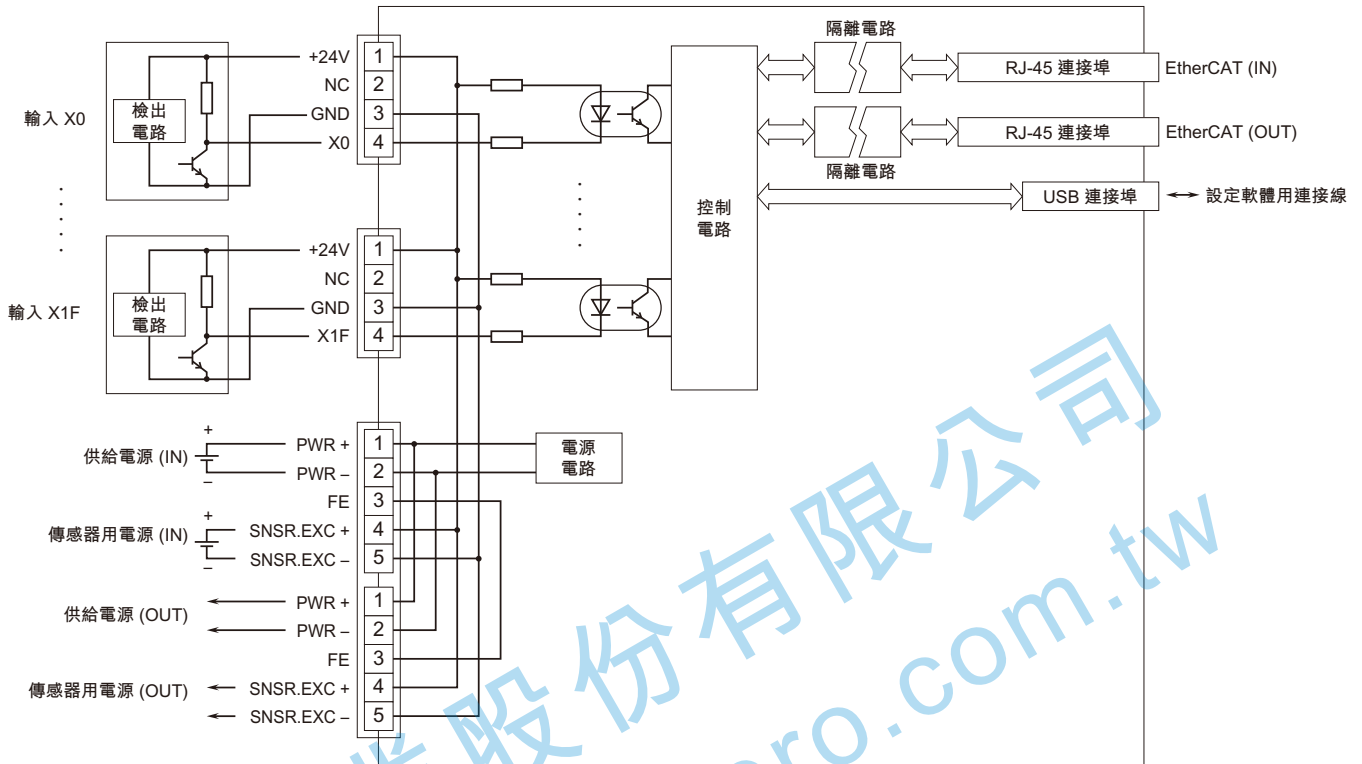 輸入 X0
檢出
電路
+24V
NC
GND
X0
1
2
3
4
輸入 X1F
檢出
電路
+24V
NC
GND
X1F
1
2
3
4
控制
電路
隔離電路
RJ-45 連接埠
EtherCAT (IN)
RJ-45 連接埠
EtherCAT (OUT)
隔離電路
USB 連接埠
設定軟體用連接線
供給電源 (IN)
+
–
PWR +
PWR –
FE
傳感器用電源 (IN)
+
–
SNSR.EXC +
SNSR.EXC –
1
2
3
4
5
電源
電路
供給電源 (OUT)
PWR +
PWR –
FE
傳感器用電源 (OUT)
SNSR.EXC +
SNSR.EXC –
1
2
3
4
5
業股份有限公司
ro.com.tw